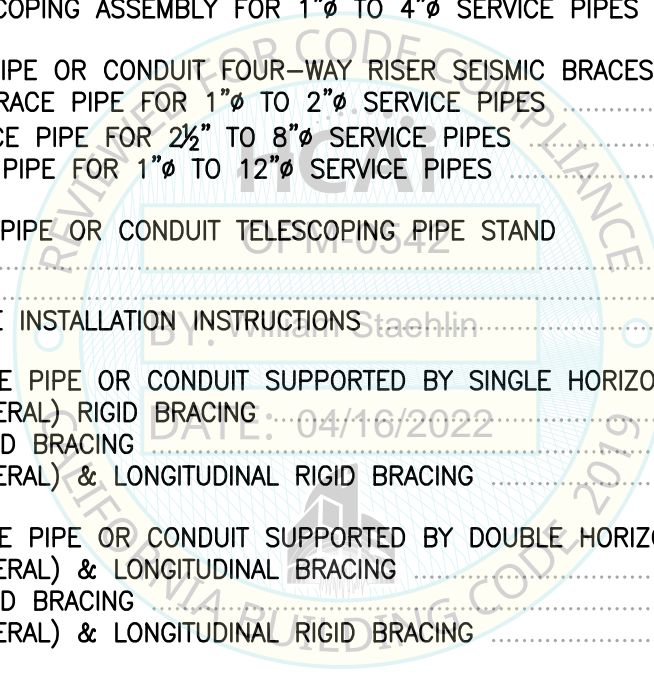 COPING ASSEMBLY FOR 1"ø TO 4"ø SERVICE PIPES
IPE OR CONDUIT FOUR–WAY RISER SEISMIC BRACES
RACE PIPE FOR 1"ø TO 2"ø SERVICE PIPES
CE PIPE FOR 2½" TO 8"ø SERVICE PIPES
PIPE FOR 1"ø TO 12"ø SERVICE PIPES
PIPE OR CONDUIT TELESCOPING PIPE STAND
E INSTALLATION INSTRUCTIONS
E PIPE OR CONDUIT SUPPORTED BY SINGLE HORIZO
ERAL) RIGID BRACING
D BRACING
ERAL) & LONGITUDINAL RIGID BRACING
E PIPE OR CONDUIT SUPPORTED BY DOUBLE HORIZO
ERAL) & LONGITUDINAL BRACING
D BRACING
ERAL) & LONGITUDINAL RIGID BRACING
REVIEWED FOR CODE COMPLIANCE
HCAi
OPM-0542
BY: William Staehlin
DATE: 04/16/2022
CALIFORNIA BUILDING CODE 2019